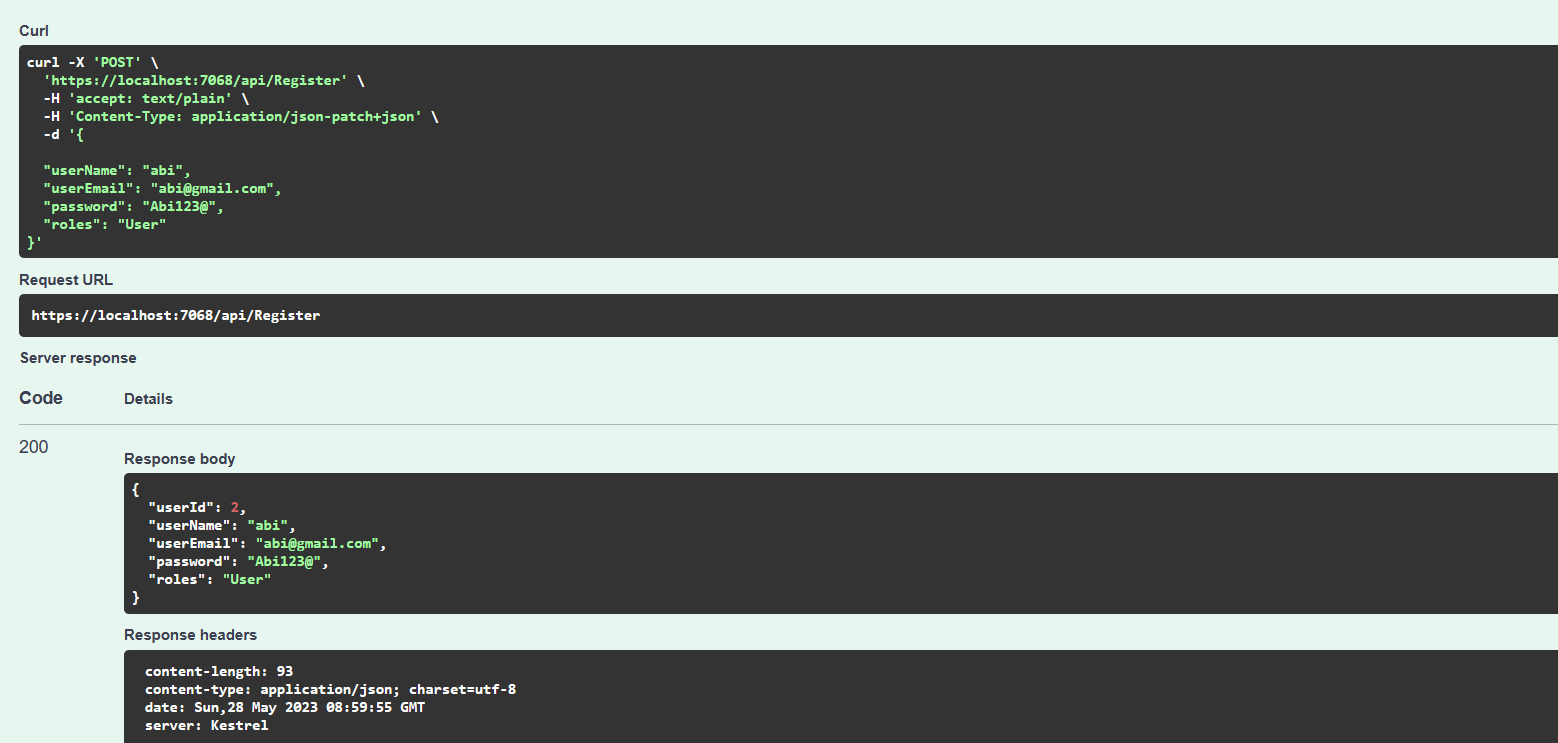 Curl
curl -X 'POST' \
'https://localhost:7068/api/Register' \
-H 'accept: text/plain' \
-H 'Content-Type: application/json-patch+json' \
-d '{
"userName": "abi",
"userEmail": "abi@gmail.com",
"password": "Abi123@",
"roles": "User"
}'
Request URL
https://localhost:7068/api/Register
Server response
Code Details
200
Response body
{
"userId": 2,
"userName": "abi",
"userEmail": "abi@gmail.com",
"password": "Abi123@",
"roles": "User"
}
Response headers
content-length: 93
content-type: application/json; charset=utf-8
date: Sun,28 May 2023 08:59:55 GMT
server: Kestrel